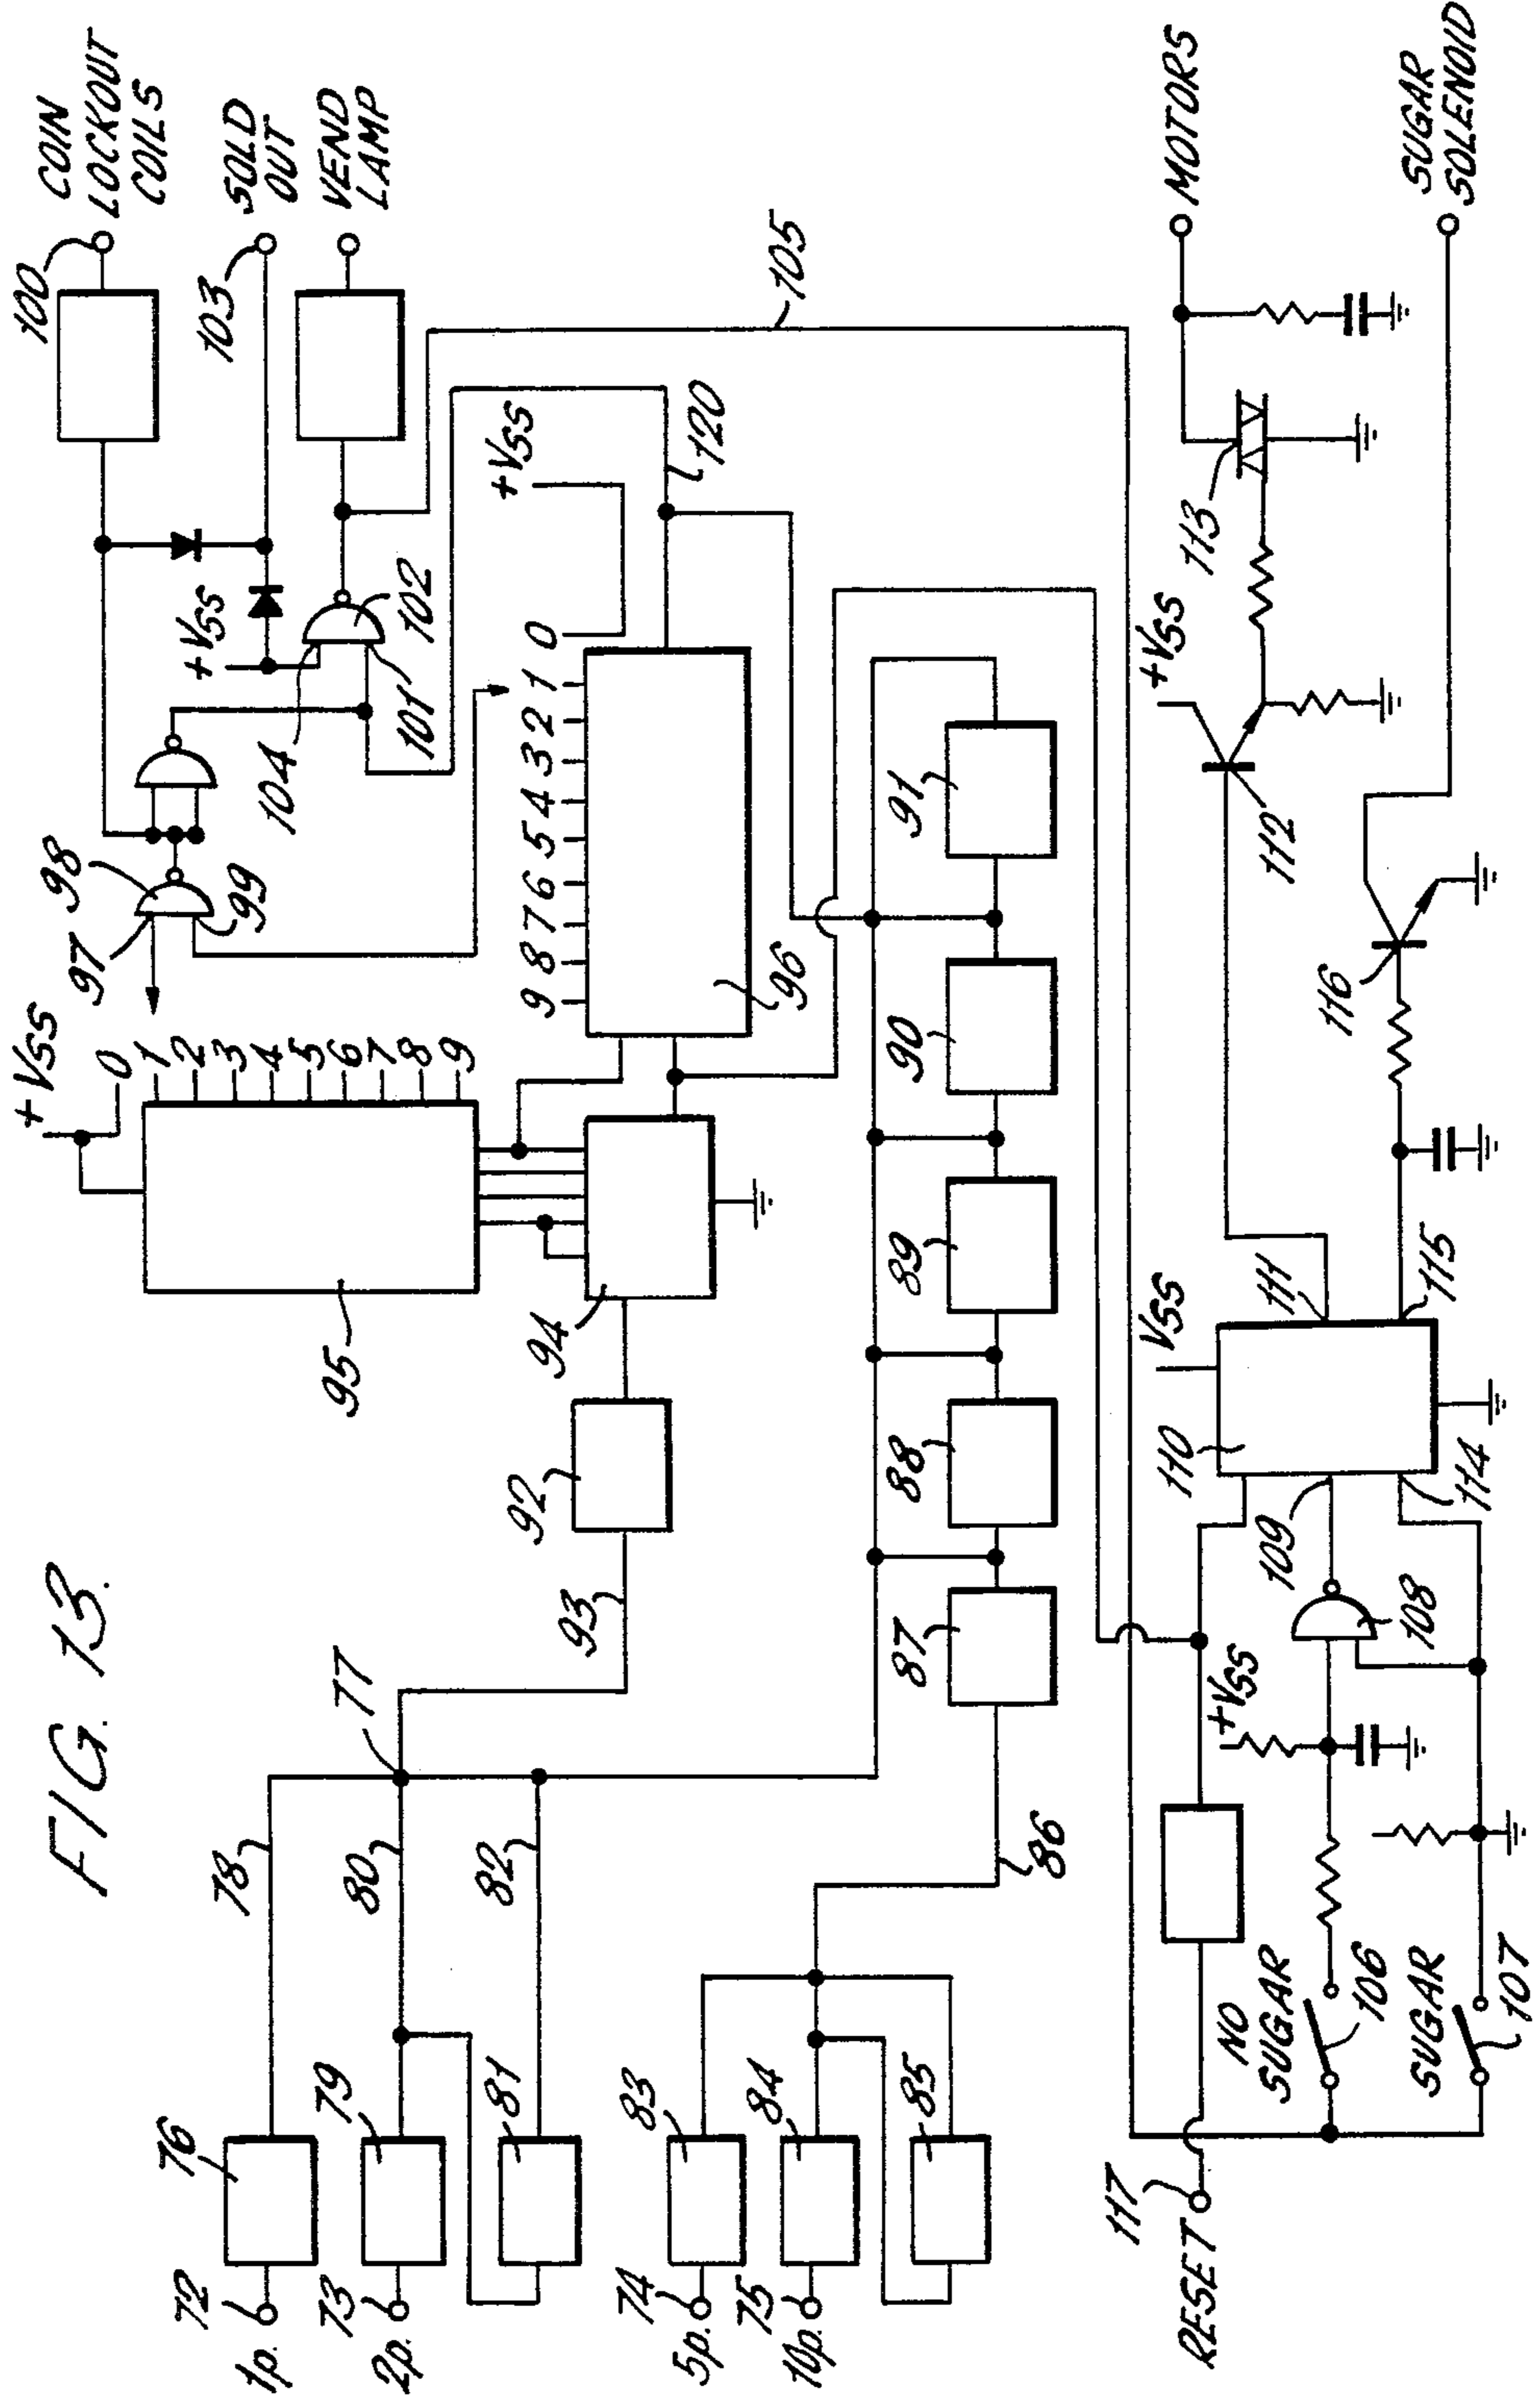 FIG. 13.
COIN
LOCKOUT
COILS
100
SOLD
OUT
103
VEND
LAMP
+VSS
104
102
101
98
97
99
105
120
+VSS
+VSS
0
1
2
3
4
5
6
7
8
9
95
9 8 7 6 5 4 3 2 1 0
96
94
92
93
77
78
80
82
76
79
81
72
1p.
73
2p.
83
84
85
74
5p.
75
10p.
86
87
88
89
90
91
MOTORS
SUGAR
SOLENOID
113
+VSS
112
116
VSS
111
115
110
109
114
108
+VSS
NO
SUGAR
106
SUGAR
107
117
RESET